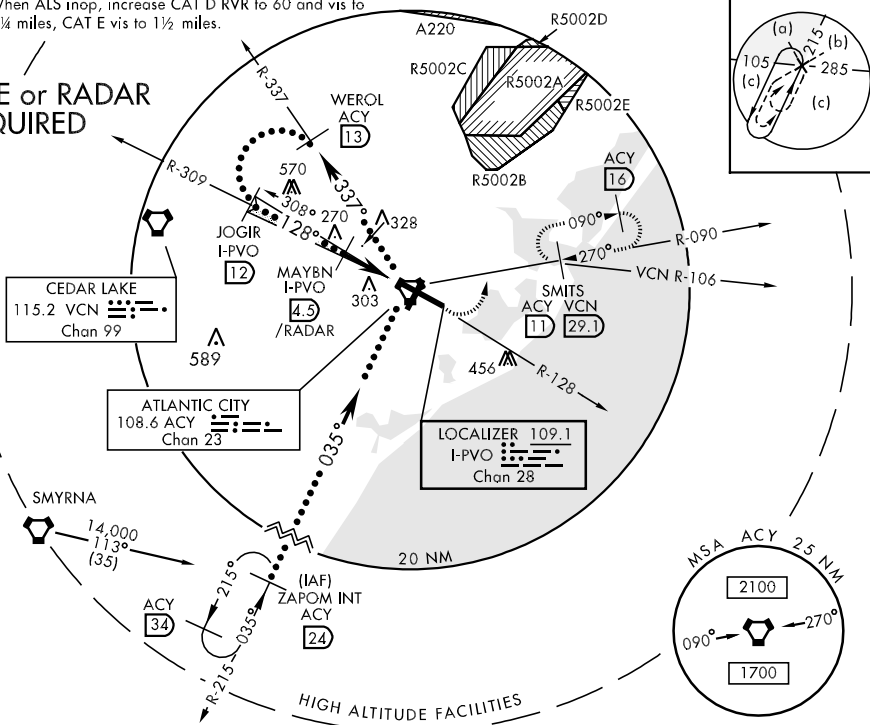 When ALS inop, increase CAT D RVR to 60 and vis to
¼ miles, CAT E vis to 1½ miles.
E or RADAR
QUIRED
A220
R5002D
R5002C
R5002A
R5002E
R5002B
(a)
215
(b)
105
285
(c)
(c)
R-337
WEROL
ACY
13
R-309
570
337°
308°
270
128°
328
JOGIR
I-PVO
12
MAYBN
I-PVO
4.5
/RADAR
303
ACY
16
090°
270°
R-090
VCN R-106
SMITS
ACY VCN
11 29.1
CEDAR LAKE
115.2 VCN
Chan 99
589
456
R-128
ATLANTIC CITY
108.6 ACY
Chan 23
LOCALIZER 109.1
I-PVO
Chan 28
035°
SMYRNA
14,000
113°
(35)
20 NM
215°
(IAF)
ZAPOM INT
ACY
24
ACY
34
035°
R-215
HIGH ALTITUDE FACILITIES
MSA ACY 25 NM
2100
090°
270°
1700